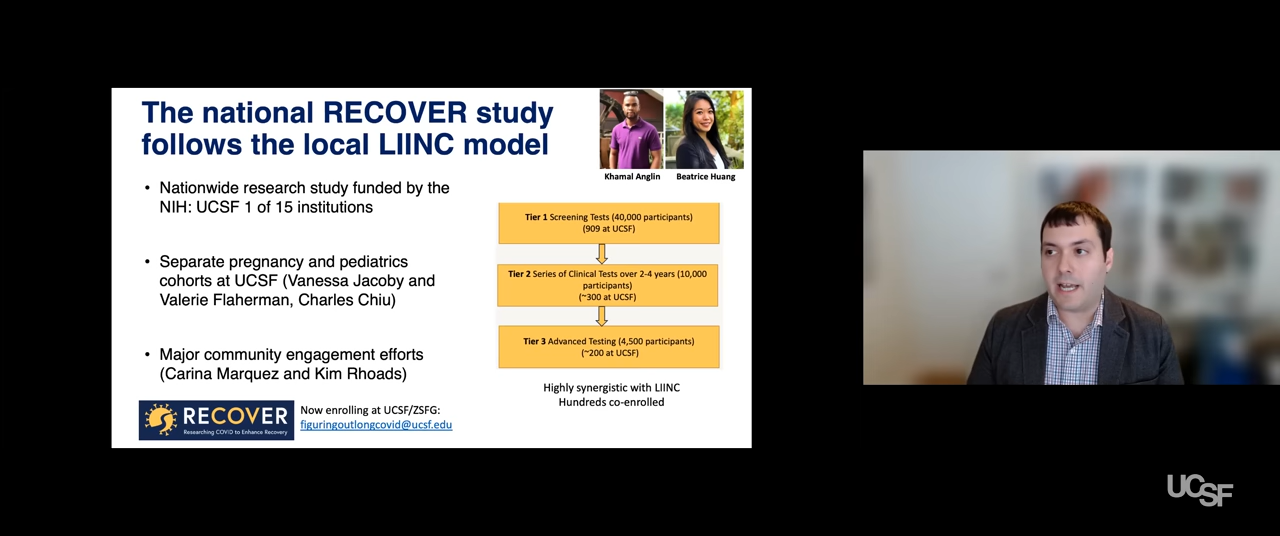 The national RECOVER study
follows the local LIINC model
Khamal Anglin
Beatrice Huang
• Nationwide research study funded by the
NIH: UCSF 1 of 15 institutions
• Separate pregnancy and pediatrics
cohorts at UCSF (Vanessa Jacoby and
Valerie Flaherman, Charles Chiu)
• Major community engagement efforts
(Carina Marquez and Kim Rhoads)
Tier 1 Screening Tests (40,000 participants)
(909 at UCSF)
Tier 2 Series of Clinical Tests over 2-4 years (10,000
participants)
(~300 at UCSF)
Tier 3 Advanced Testing (4,500 participants)
(~200 at UCSF)
Highly synergistic with LIINC
Hundreds co-enrolled
RECOVER
Researching COVID to Enhance Recovery
Now enrolling at UCSF/ZSFG:
figuringoutlongcovid@ucsf.edu
UCSF